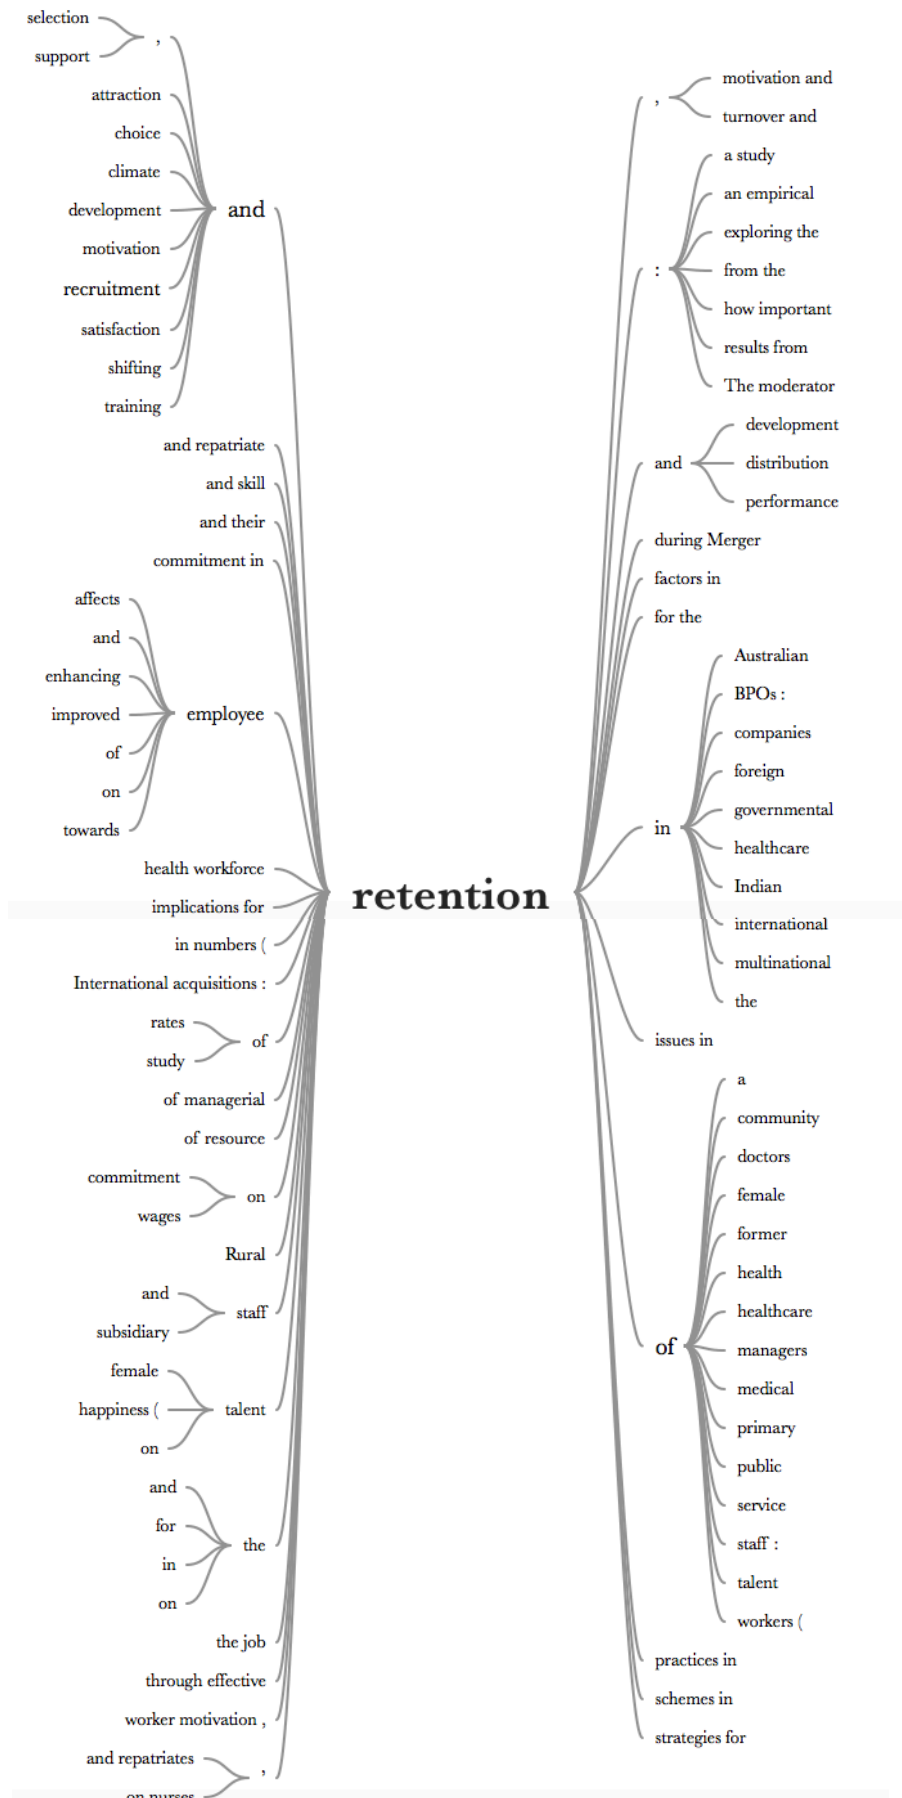 selection
support
,
attraction
choice
climate
development
and
motivation
recruitment
satisfaction
shifting
training
and repatriate
and skill
and their
commitment in
affects
and
enhancing
improved
employee
of
on
towards
health workforce
implications for
in numbers (
International acquisitions :
rates
study
of
of managerial
of resource
commitment
wages
on
Rural
and
subsidiary
staff
female
happiness (
talent
on
and
for
in
on
the
the job
through effective
worker motivation ,
and repatriates
on nurses
,
retention
,
motivation and
turnover and
:
a study
an empirical
exploring the
from the
how important
results from
The moderator
and
development
distribution
performance
during Merger
factors in
for the
in
Australian
BPOs :
companies
foreign
governmental
healthcare
Indian
international
multinational
the
issues in
of
a
community
doctors
female
former
health
healthcare
managers
medical
primary
public
service
staff :
talent
workers (
practices in
schemes in
strategies for